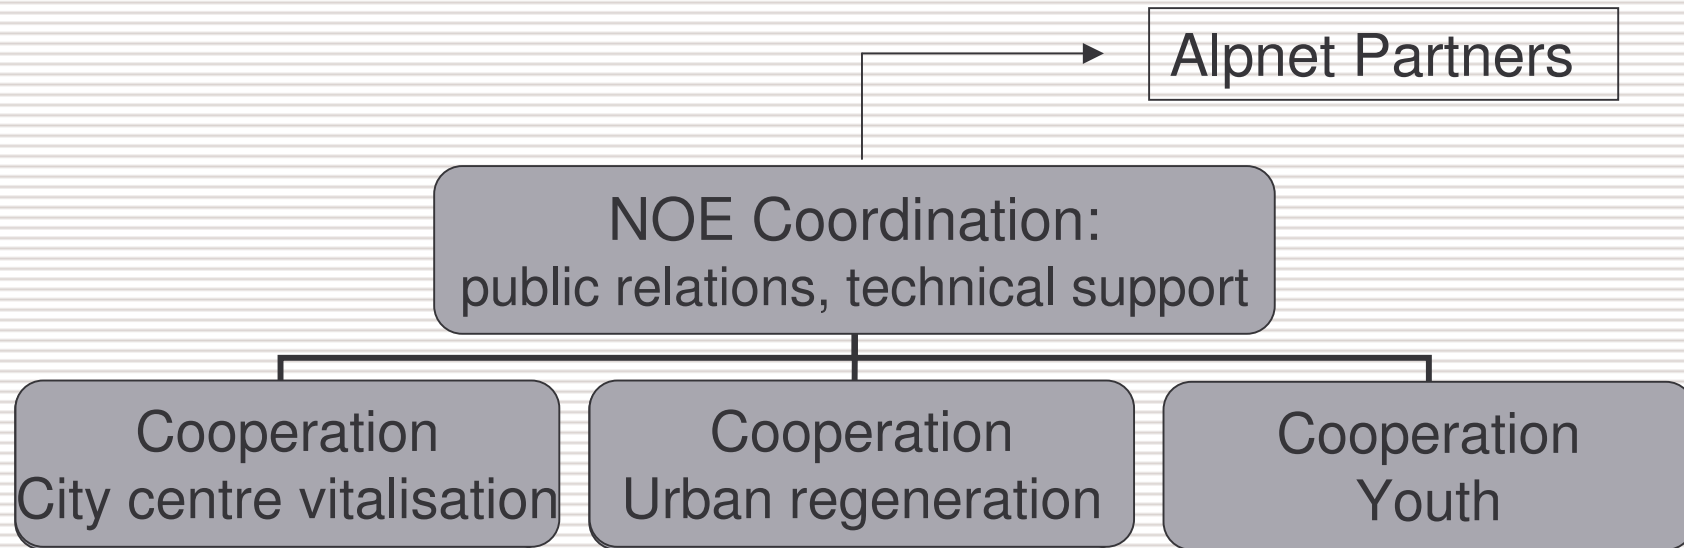 Alpnet Partners
NOE Coordination:
public relations, technical support
Cooperation
City centre vitalisation
Cooperation
Urban regeneration
Cooperation
Youth